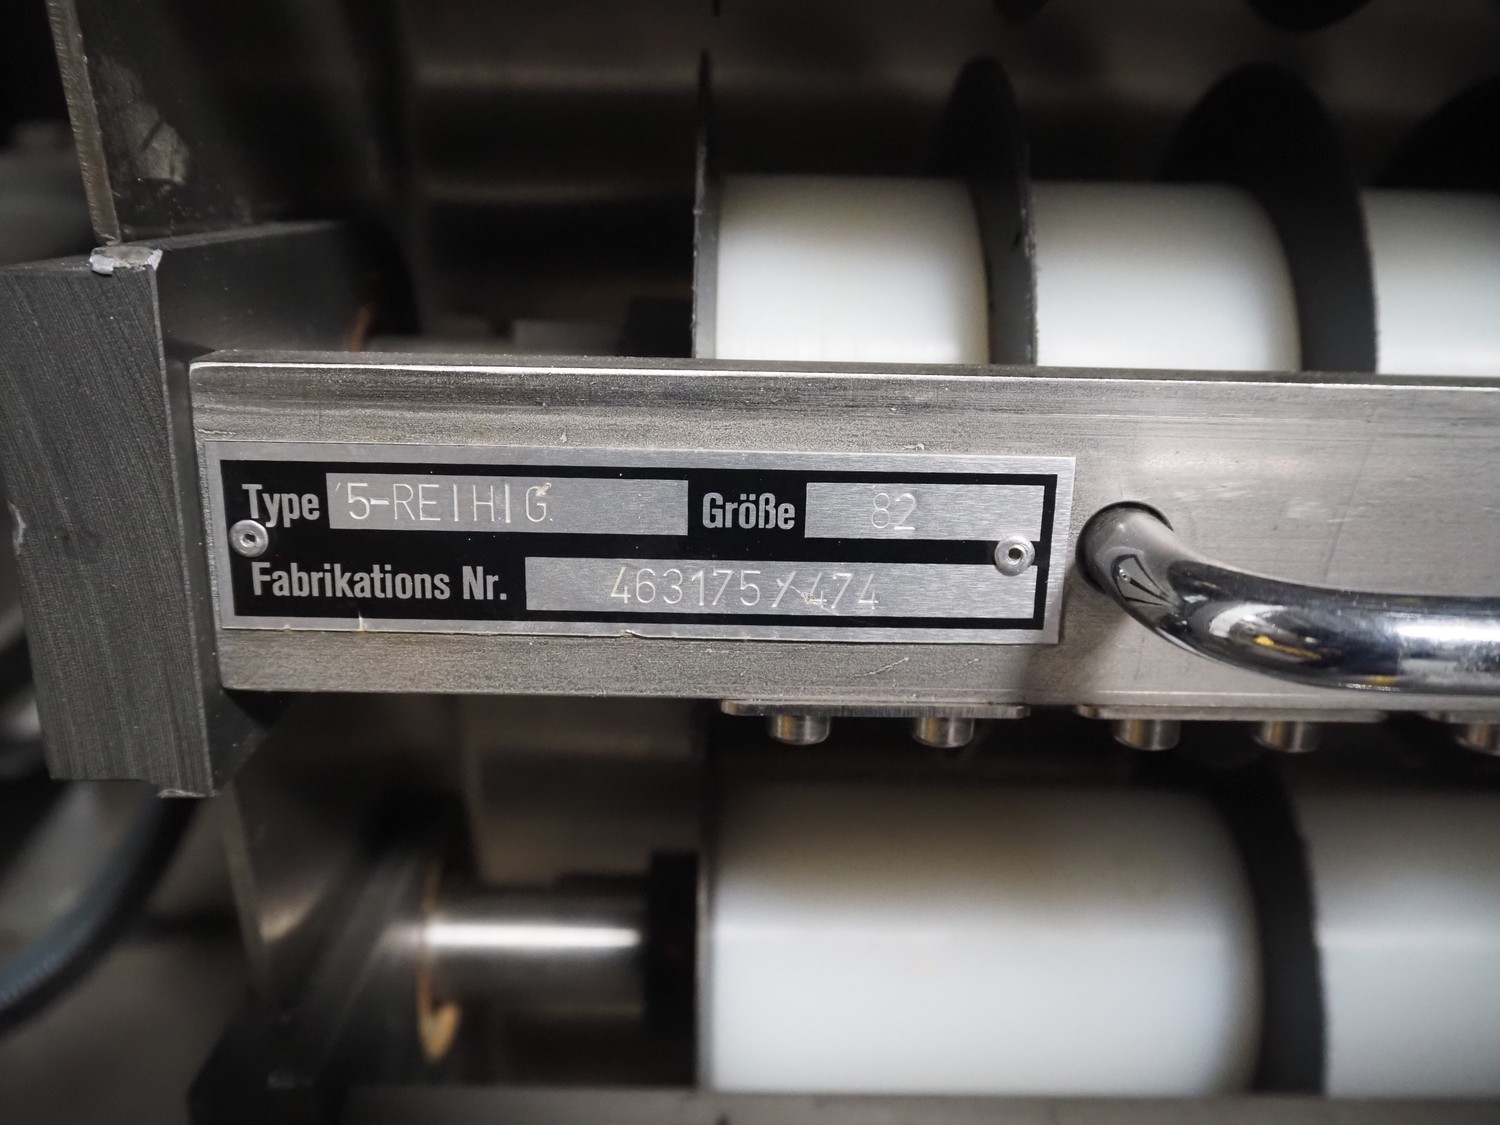 Type 5-REIHIG. Größe 82
Fabrikations Nr. 463175/474